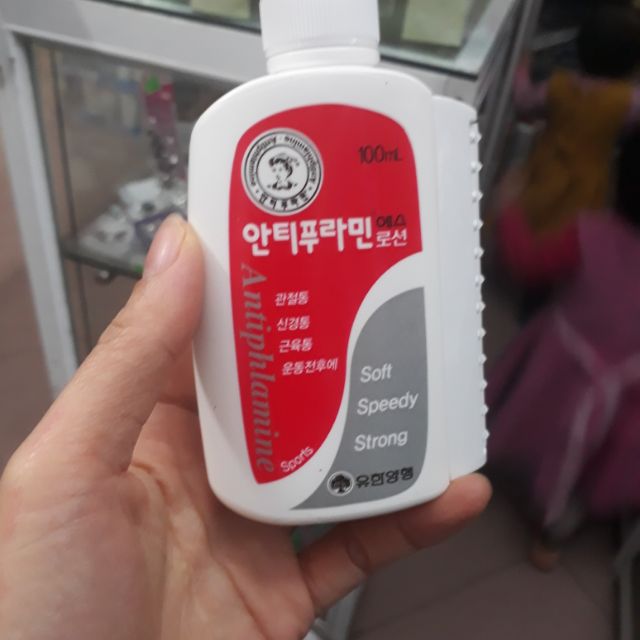 100mL
안티푸라민 에스 로션
Antiphlamine
관절통
신경통
근육통
운동전후에
Soft
Speedy
Strong
Sports
유한양행